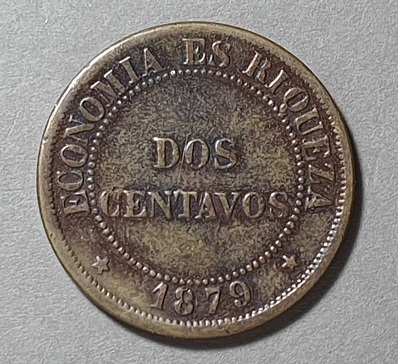 ECONOMIA ES RIQUEZA
DOS
CENTAVOS
1879